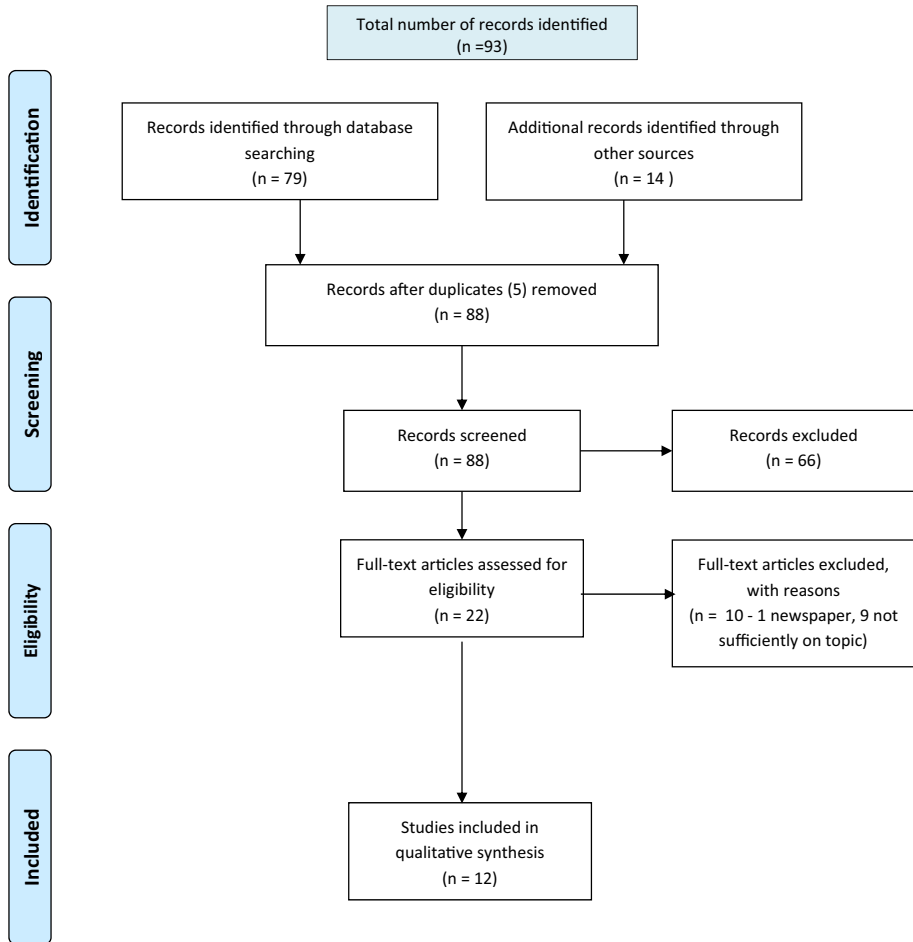 Total number of records identified
(n =93)
Identification
Records identified through database
searching
(n = 79)
Additional records identified through
other sources
(n = 14 )
Records after duplicates (5) removed
(n = 88)
Screening
Records screened
(n = 88)
Records excluded
(n = 66)
Eligibility
Full-text articles assessed for
eligibility
(n = 22)
Full-text articles excluded,
with reasons
(n =  10 - 1 newspaper, 9 not
sufficiently on topic)
Included
Studies included in
qualitative synthesis
(n = 12)